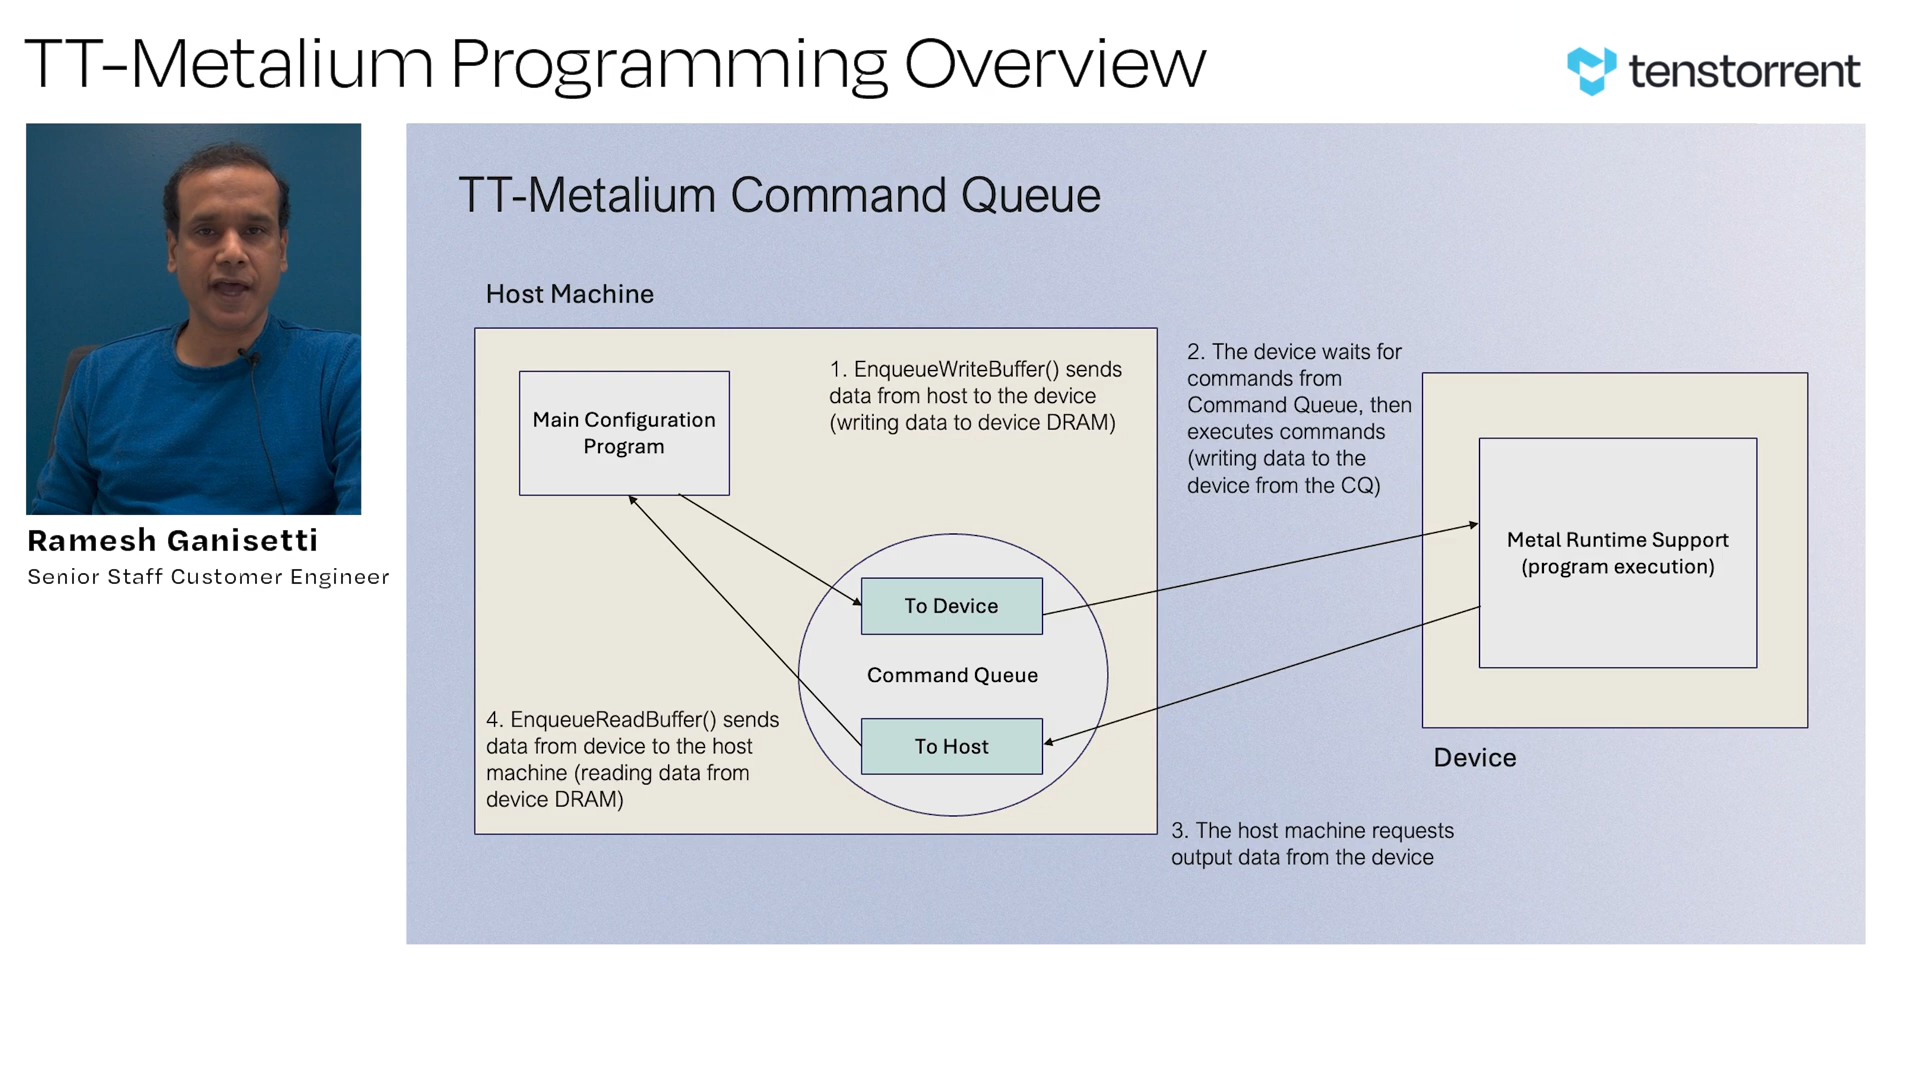 TT-Metalium Programming Overview
tenstorrent
Ramesh Ganisetti
Senior Staff Customer Engineer
TT-Metalium Command Queue
Host Machine
Main Configuration
Program
1. EnqueueWriteBuffer() sends
data from host to the device
(writing data to device DRAM)
2. The device waits for
commands from
Command Queue, then
executes commands
(writing data to the
device from the CQ)
Metal Runtime Support
(program execution)
To Device
Command Queue
To Host
4. EnqueueReadBuffer() sends
data from device to the host
machine (reading data from
device DRAM)
Device
3. The host machine requests
output data from the device